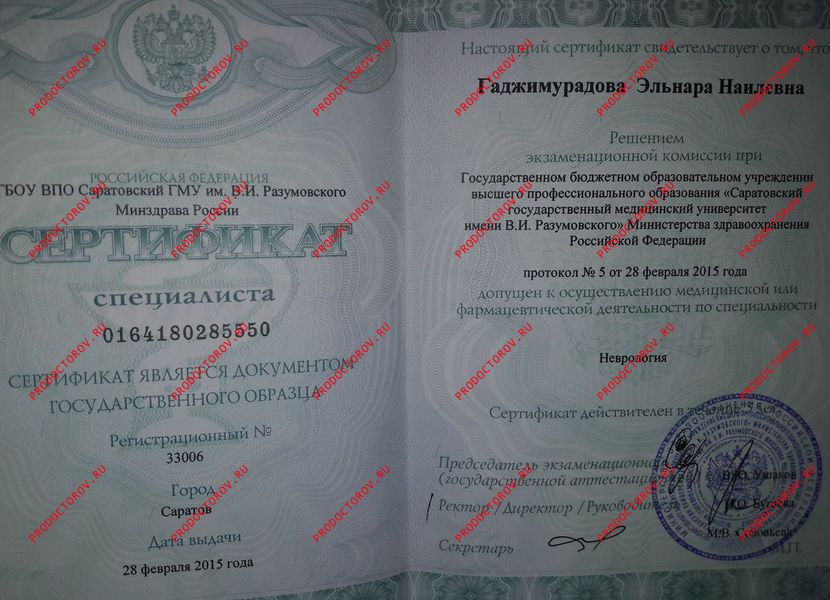 РОССИЙСКАЯ ФЕДЕРАЦИЯ
ГБОУ ВПО Саратовский ГМУ им. В.И. Разумовского
Минздрава России
СЕРТИФИКАТ
специалиста
0164180285550
СЕРТИФИКАТ ЯВЛЯЕТСЯ ДОКУМЕНТОМ
ГОСУДАРСТВЕННОГО ОБРАЗЦА
Регистрационный №
33006
Город
Саратов
Дата выдачи
28 февраля 2015 года
Настоящий сертификат свидетельствует о том, что
Гаджимурадова Эльнара Наилевна
Решением
экзаменационной комиссии при
Государственном бюджетном образовательном учреждении
высшего профессионального образования «Саратовский
государственный медицинский университет
имени В.И. Разумовского» Министерства здравоохранения
Российской Федерации
протокол № 5 от 28 февраля 2015 года
допущен к осуществлению медицинской или
фармацевтической деятельности по специальности
Неврология
Сертификат действителен в
Председатель экзаменационной
(государственной аттестац
Ректор /Директор /Руководитель
Секретарь
Ушаков
Бугаева
М.В. Соловьева
М.П.
PRODOCTOROV.RU